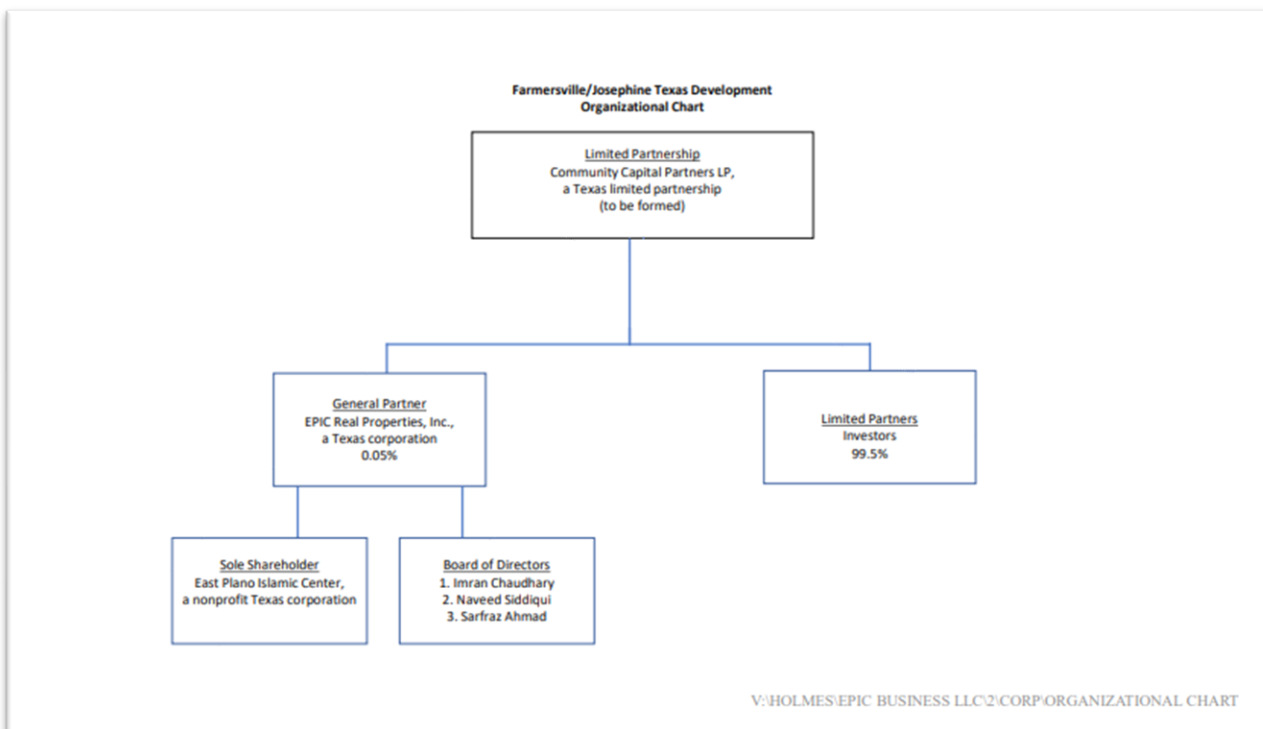 Farmersville/Josephine Texas Development
Organizational Chart
Limited Partnership
Community Capital Partners LP,
a Texas limited partnership
(to be formed)
General Partner
EPIC Real Properties, Inc.,
a Texas corporation
0.05%
Limited Partners
Investors
99.5%
Sole Shareholder
East Plano Islamic Center,
a nonprofit Texas corporation
Board of Directors
1. Imran Chaudhary
2. Naveed Siddiqui
3. Sarfraz Ahmad
V:\HOLMES\EPIC BUSINESS LLC\2\CORP\ORGANIZATIONAL CHART